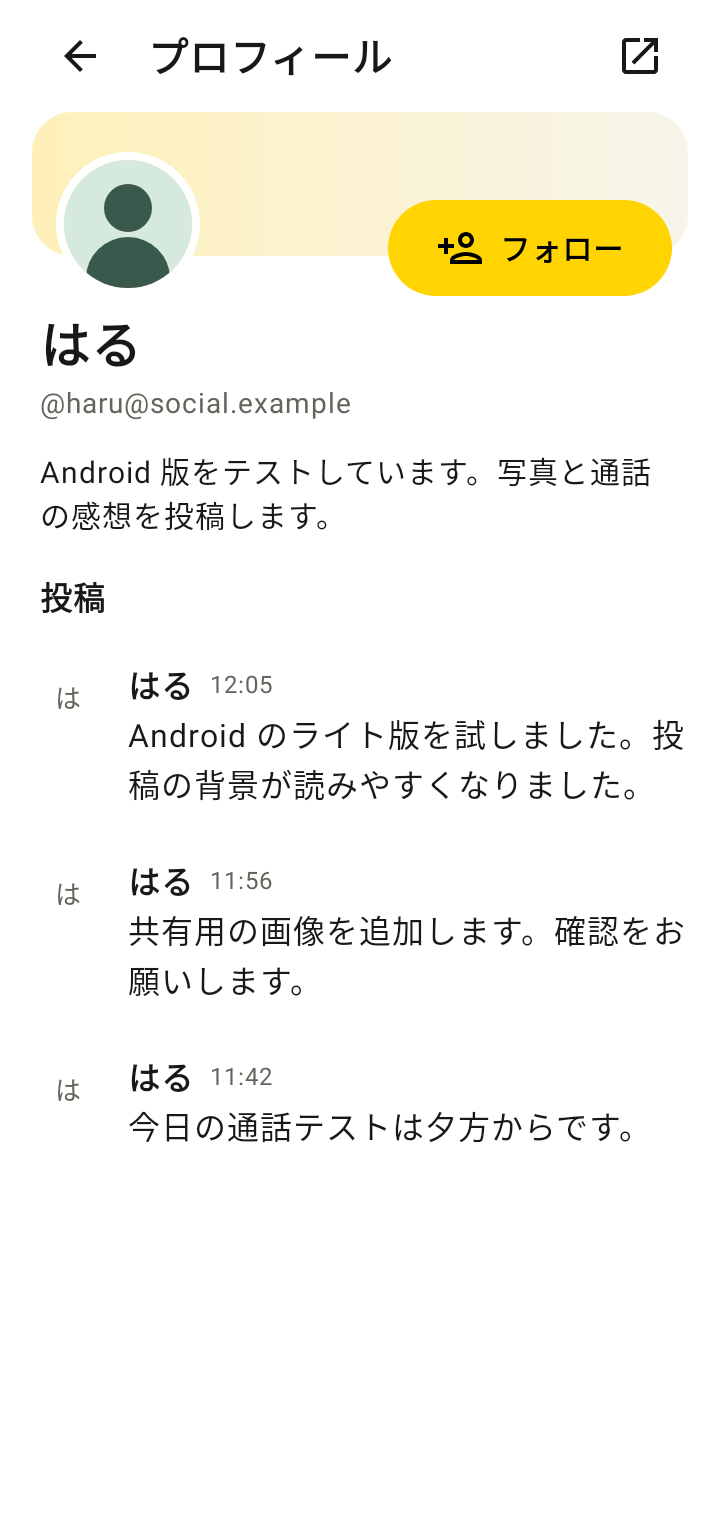 プロフィール
フォロー
はる
@haru@social.example
Android 版をテストしています。写真と通話
の感想を投稿します。
投稿
は
はる 12:05
Android のライト版を試しました。投
稿の背景が読みやすくなりました。
は
はる 11:56
共有用の画像を追加します。確認をお
願いします。
は
はる 11:42
今日の通話テストは夕方からです。